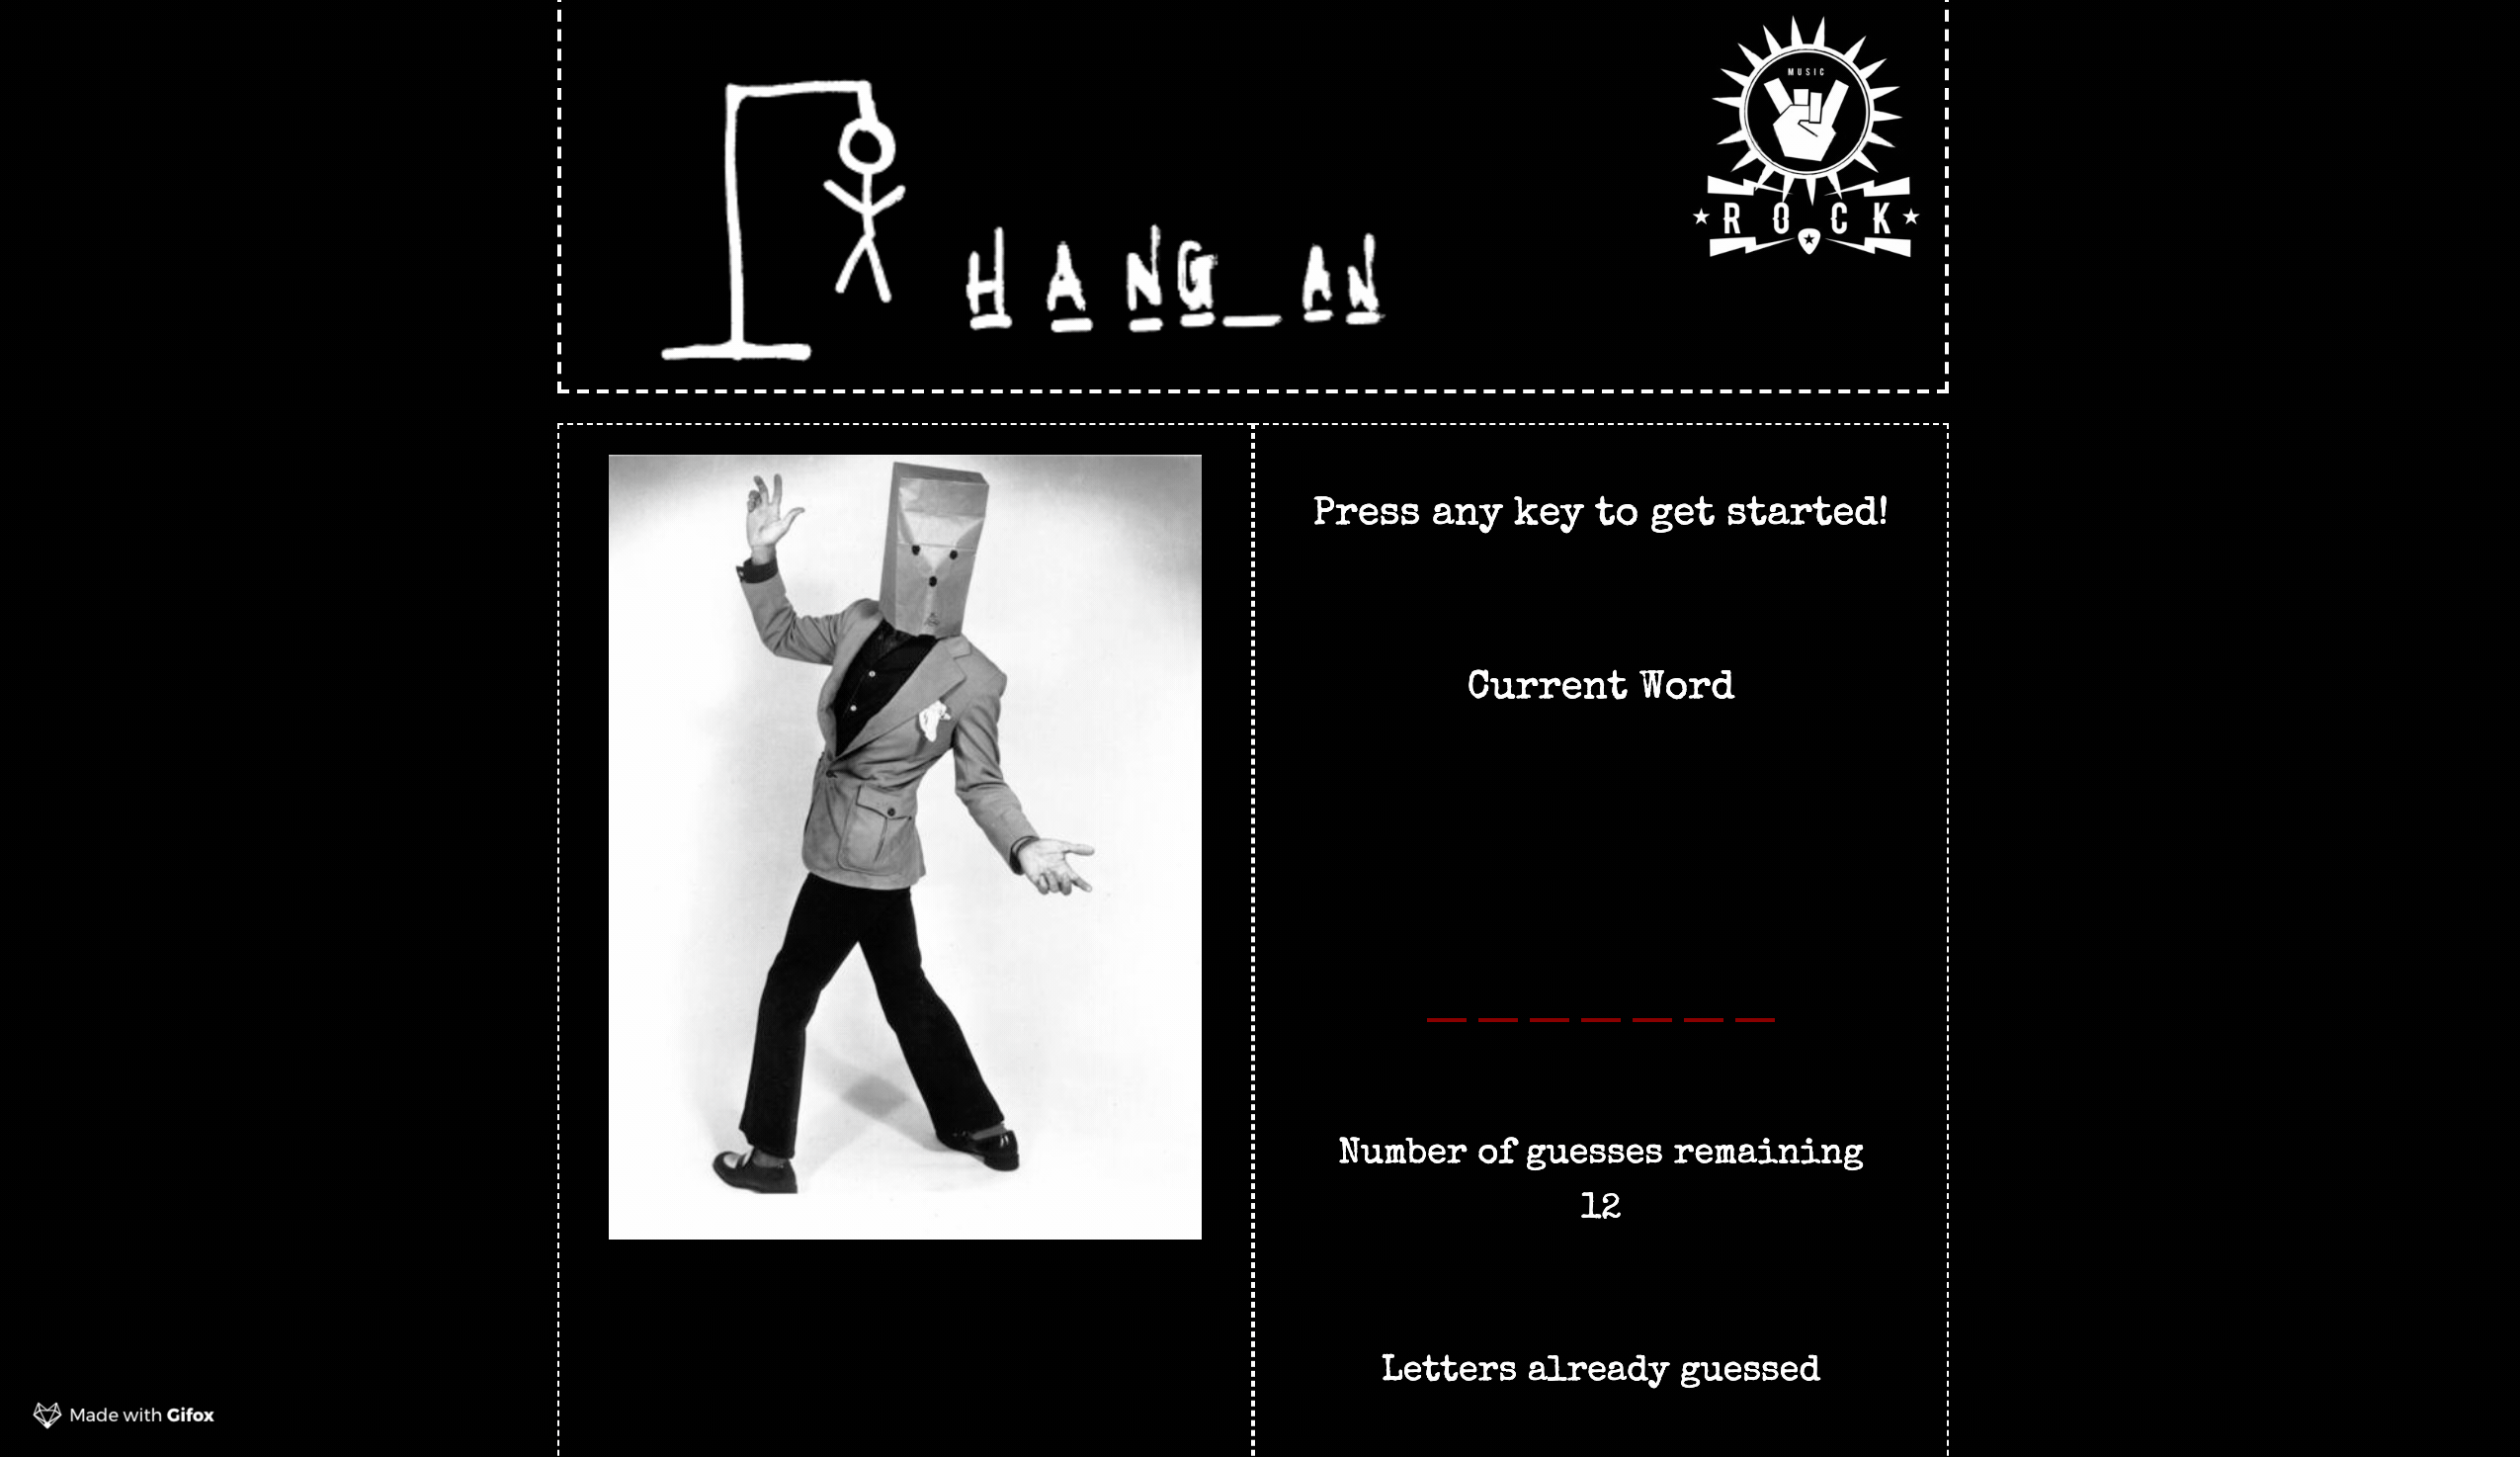 MUSIC
ROCK
HANG_AN
Press any key to get started!
Current Word
_ _ _ _ _ _ _
Number of guesses remaining
12
Letters already guessed
Made with Gifox